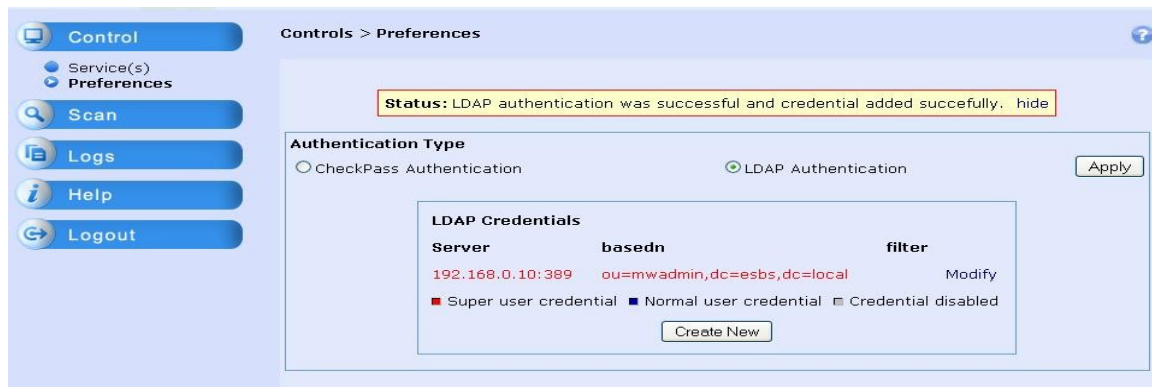 Control
Service(s)
Preferences
Scan
Logs
Help
Logout
Controls > Preferences
Status: LDAP authentication was successful and credential added succefully. hide
Authentication Type
CheckPass Authentication LDAP Authentication Apply
LDAP Credentials
Server basedn filter
192.168.0.10:389 ou=mwadmin,dc=esbs,dc=local Modify
Super user credential Normal user credential Credential disabled
Create New